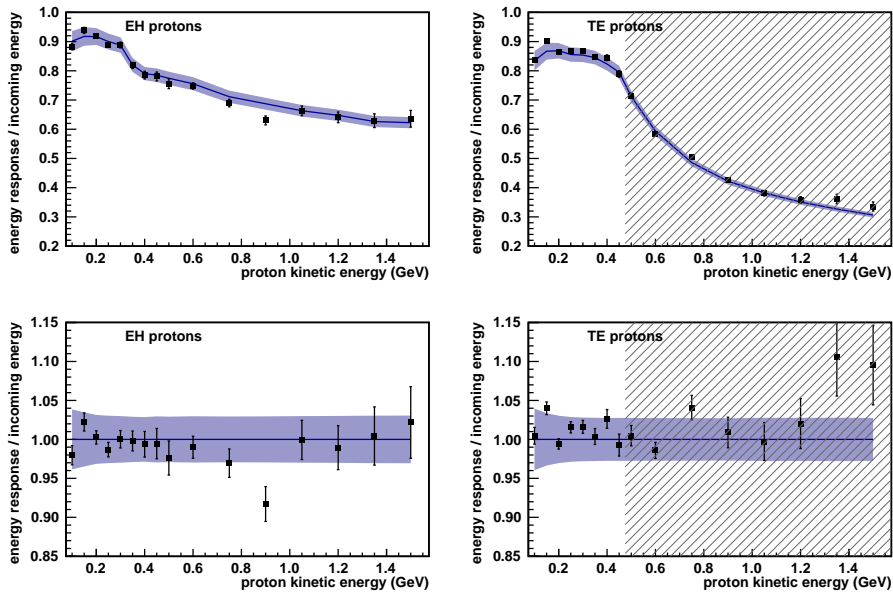 EH protons
energy response / incoming energy
1.0
0.9
0.8
0.7
0.6
0.5
0.4
0.3
0.2
0.2 0.4 0.6 0.8 1.0 1.2 1.4
proton kinetic energy (GeV)
TE protons
energy response / incoming energy
1.0
0.9
0.8
0.7
0.6
0.5
0.4
0.3
0.2
0.2 0.4 0.6 0.8 1.0 1.2 1.4
proton kinetic energy (GeV)
EH protons
energy response / incoming energy
1.15
1.10
1.05
1.00
0.95
0.90
0.85
0.2 0.4 0.6 0.8 1.0 1.2 1.4
proton kinetic energy (GeV)
TE protons
energy response / incoming energy
1.15
1.10
1.05
1.00
0.95
0.90
0.85
0.2 0.4 0.6 0.8 1.0 1.2 1.4
proton kinetic energy (GeV)